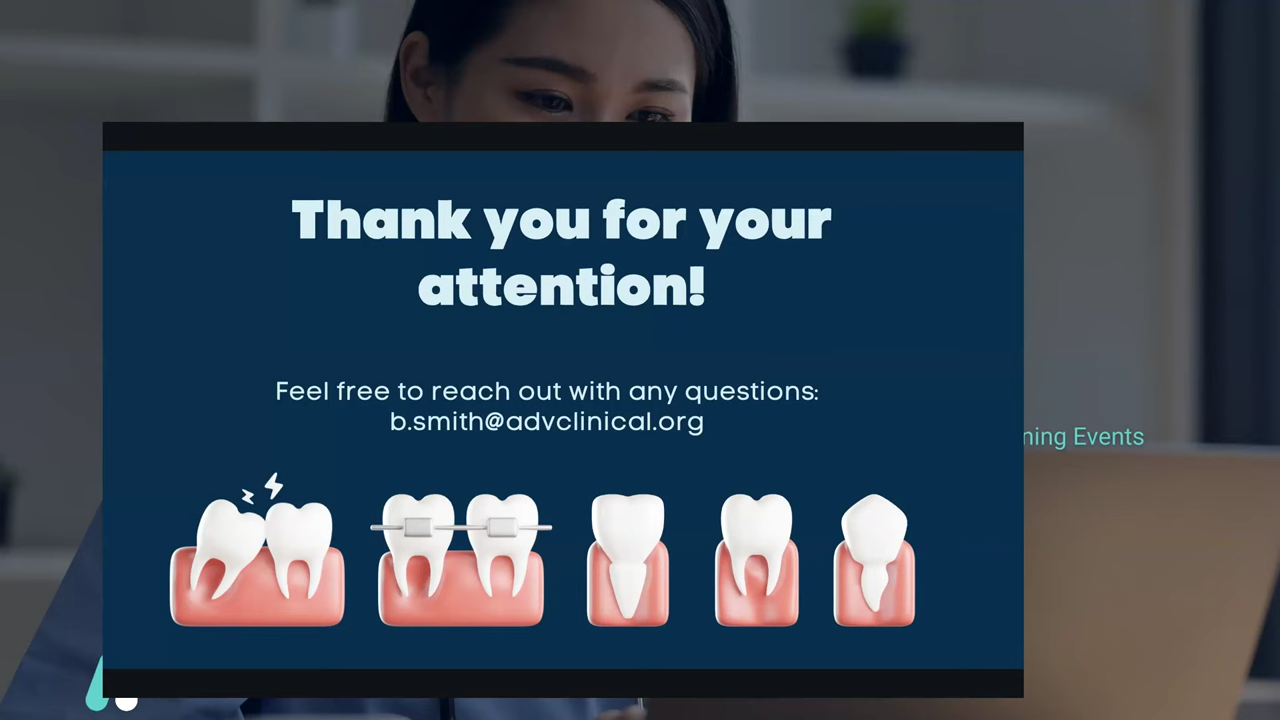 Thank you for your
attention!
Feel free to reach out with any questions:
b.smith@advclinical.org
ning Events